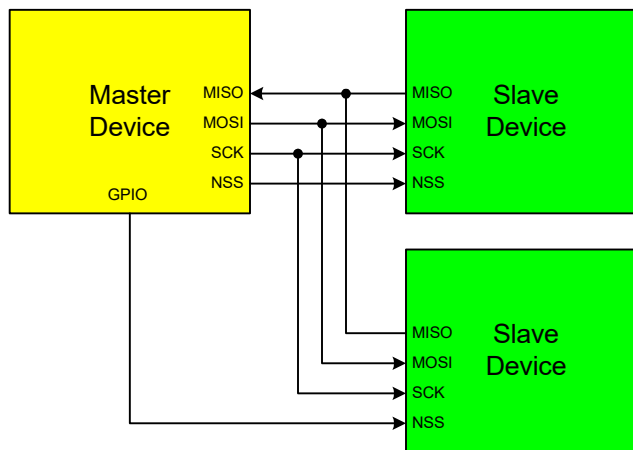 Master
Device
MISO
MOSI
SCK
NSS
GPIO
MISO
MOSI
SCK
NSS
Slave
Device
MISO
MOSI
SCK
NSS
Slave
Device